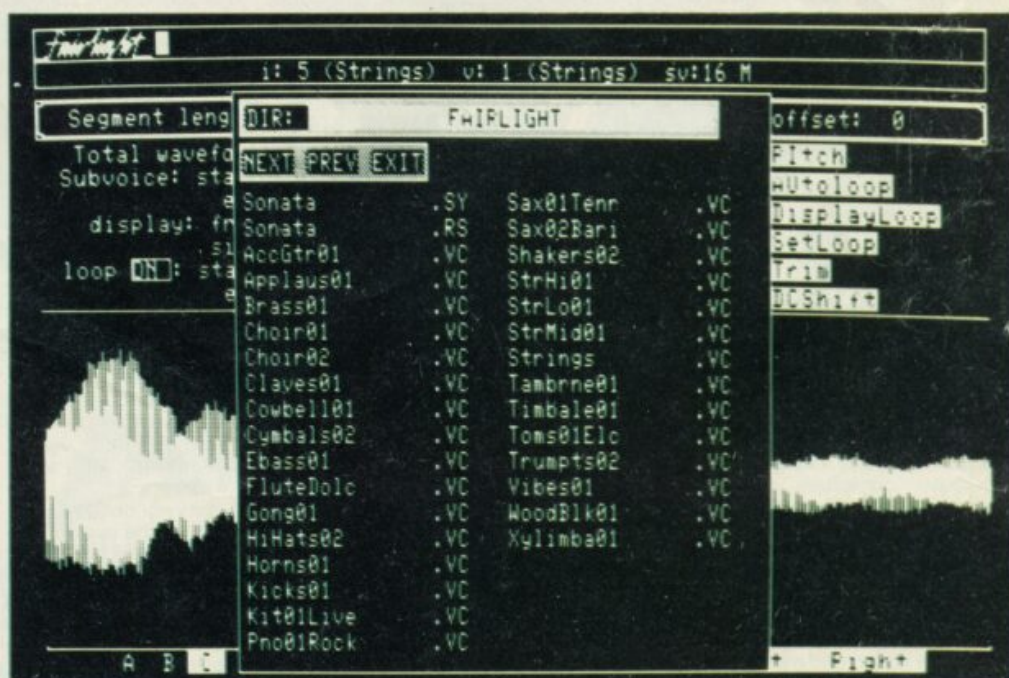 Fairlight
i: 5 (Strings) v: 1 (Strings) sv:16 M
Segment leng
DIR: FAIRLIGHT
offset: 0
Total wavefo
NEXT PREV EXIT
PItch
Subvoice: sta
AUtoloop
e
Sonata .SY Sax01Tenr .VC
DisplayLoop
display: fr
Sonata .RS Sax02Bari .VC
si
SetLoop
AccGtr01 .VC Shakers02 .VC
loop ON : sta
Trim
Applaus01 .VC StrHi01 .VC
e
DCShift
Brass01 .VC StrLo01 .VC
Choir01 .VC StrMid01 .VC
Choir02 .VC Strings .VC
Claves01 .VC Tambrne01 .VC
Cowbell01 .VC Timbale01 .VC
Cymbals02 .VC Toms01Elc .VC
Ebass01 .VC Trumpts02 .VC
FluteDolc .VC Vibes01 .VC
Gong01 .VC WoodBlk01 .VC
HiHats02 .VC Xylimba01 .VC
Horns01 .VC
Kicks01 .VC
Kit01Live .VC
Pno01Rock .VC
A B C
Right